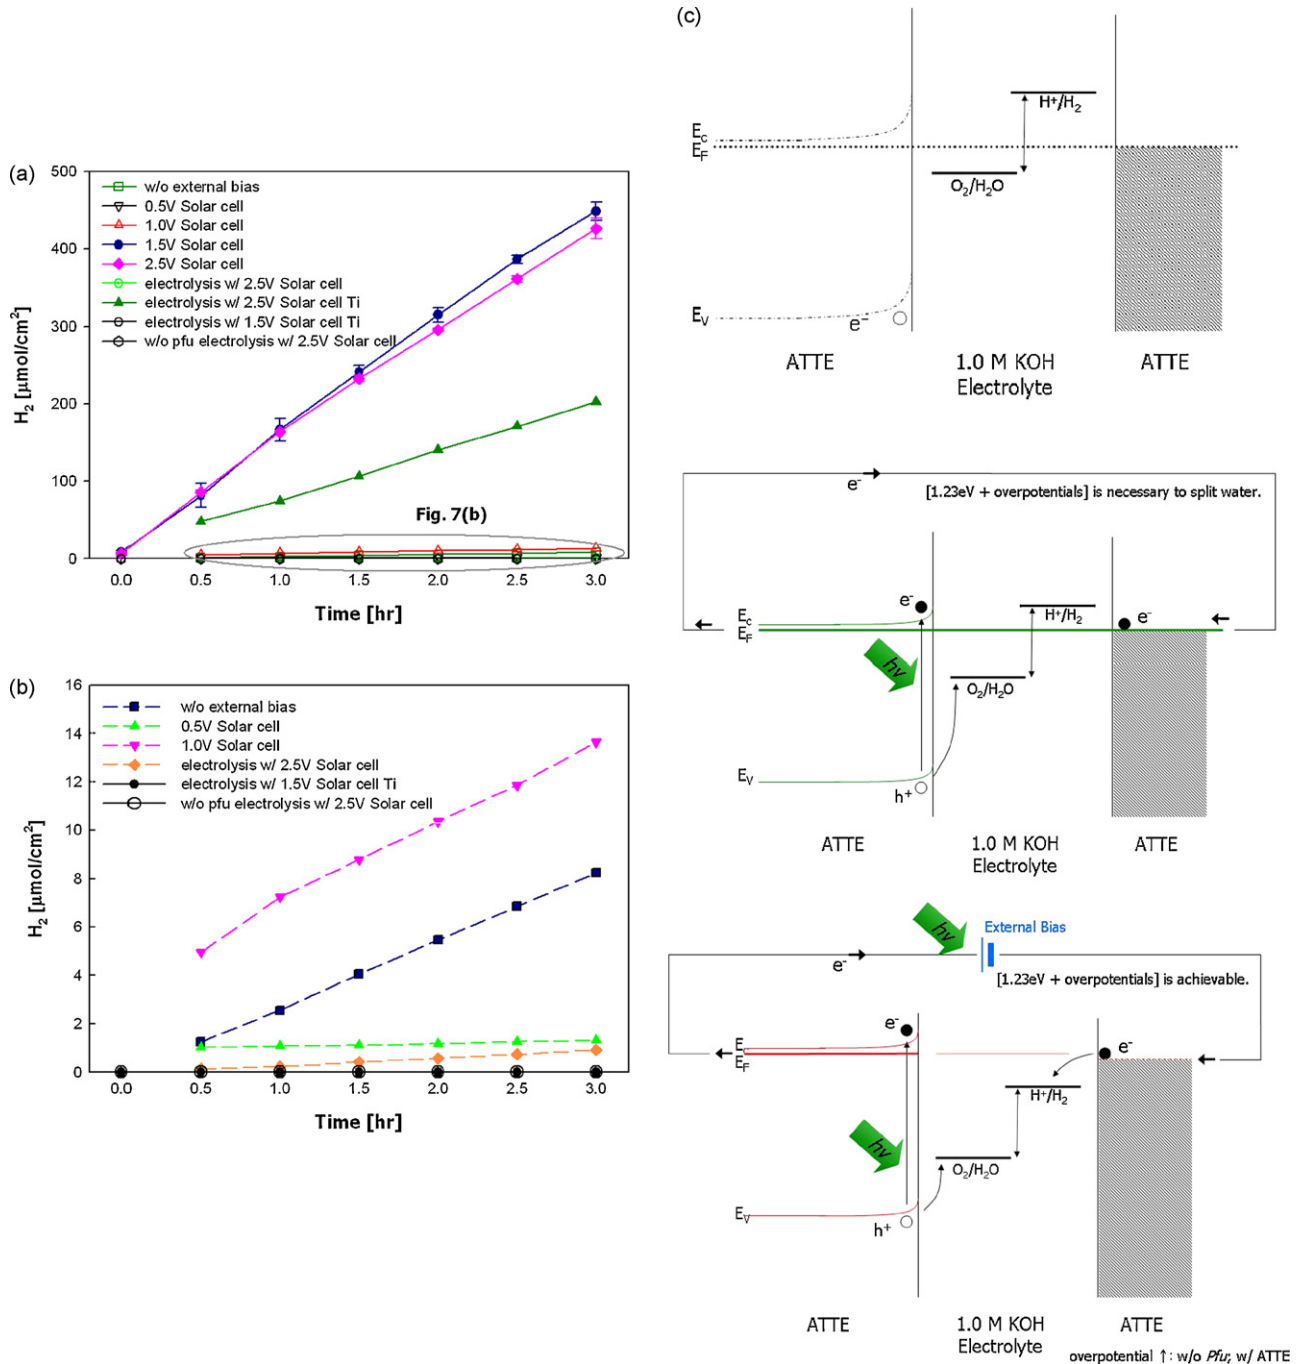 (a)
500
400
300
200
100
0
H2 [μmol/cm2]
w/o external bias
0.5V Solar cell
1.0V Solar cell
1.5V Solar cell
2.5V Solar cell
electrolysis w/ 2.5V Solar cell
electrolysis w/ 2.5V Solar cell Ti
electrolysis w/ 1.5V Solar cell Ti
w/o pfu electrolysis w/ 2.5V Solar cell
Fig. 7(b)
0.0 0.5 1.0 1.5 2.0 2.5 3.0
Time [hr]
(b)
16
14
12
10
8
6
4
2
0
H2 [μmol/cm2]
w/o external bias
0.5V Solar cell
1.0V Solar cell
electrolysis w/ 2.5V Solar cell
electrolysis w/ 1.5V Solar cell Ti
w/o pfu electrolysis w/ 2.5V Solar cell
0.0 0.5 1.0 1.5 2.0 2.5 3.0
Time [hr]
(c)
H+/H2
EC
EF
O2/H2O
EV
e−
ATTE
1.0 M KOH
Electrolyte
ATTE
e-
[1.23eV + overpotentials] is necessary to split water.
e-
H+/H2
e-
EC
EF
hv
O2/H2O
EV
h+
ATTE
1.0 M KOH
Electrolyte
ATTE
hv
External Bias
e-
[1.23eV + overpotentials] is achievable.
e-
E
EF
e-
H+/H2
hv
O2/H2O
EV
h+
ATTE
1.0 M KOH
Electrolyte
ATTE
overpotential ↑: w/o Pfu; w/ ATTE